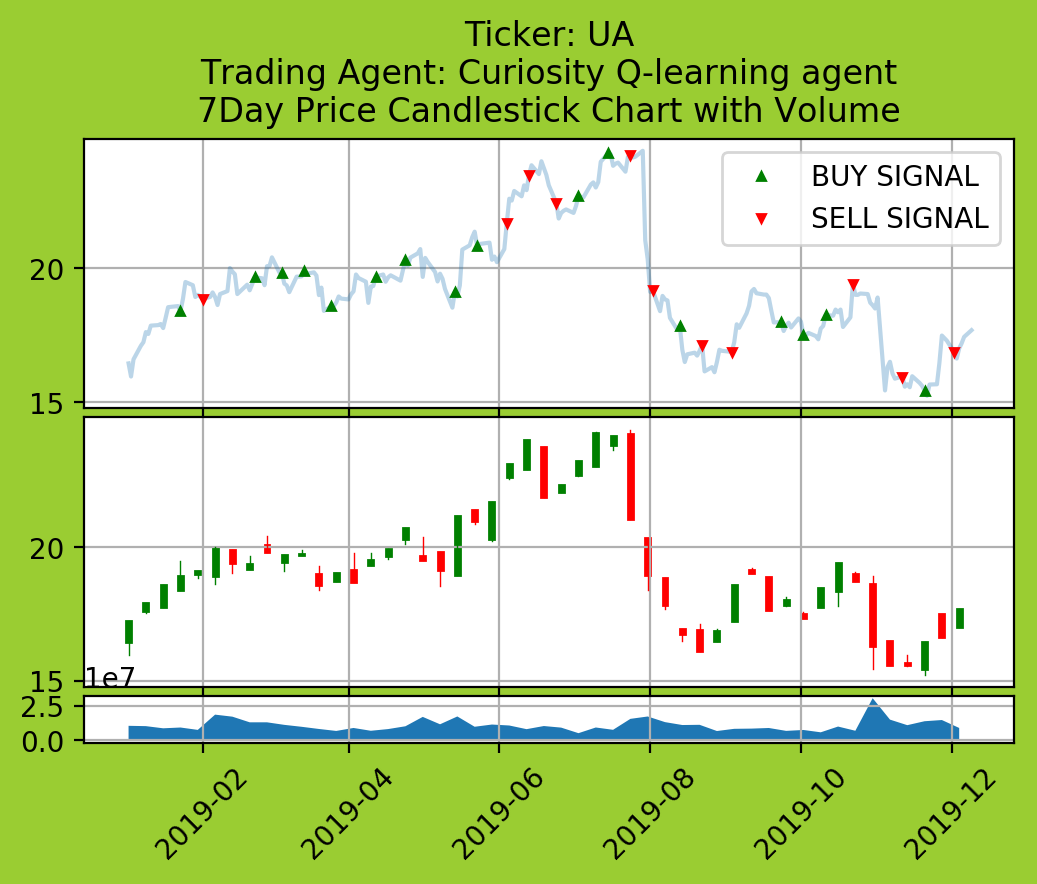 Ticker: UA
Trading Agent: Curiosity Q-learning agent
7Day Price Candlestick Chart with Volume
BUY SIGNAL
SELL SIGNAL
20
15
20
15
1e7
2.5
0.0
2019-02
2019-04
2019-06
2019-08
2019-10
2019-12